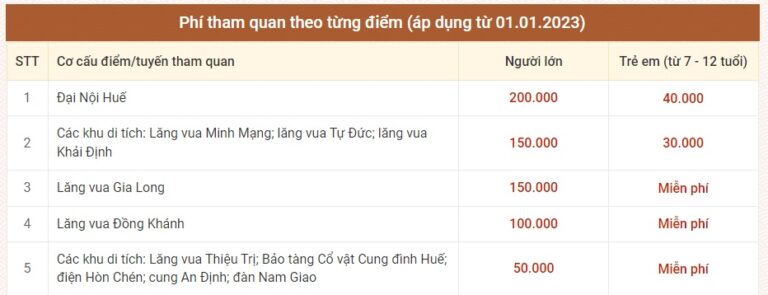 Phí tham quan theo từng điểm (áp dụng từ 01.01.2023)
STT Cơ cấu điểm/tuyến tham quan Người lớn Trẻ em (từ 7 - 12 tuổi)
1 Đại Nội Huế 200.000 40.000
2 Các khu di tích: Lăng vua Minh Mạng; lăng vua Tự Đức; lăng vua
Khải Định 150.000 30.000
3 Lăng vua Gia Long 150.000 Miễn phí
4 Lăng vua Đồng Khánh 100.000 Miễn phí
5 Các khu di tích: Lăng vua Thiệu Trị; Bảo tàng Cổ vật Cung đình Huế;
điện Hòn Chén; cung An Định; đàn Nam Giao 50.000 Miễn phí